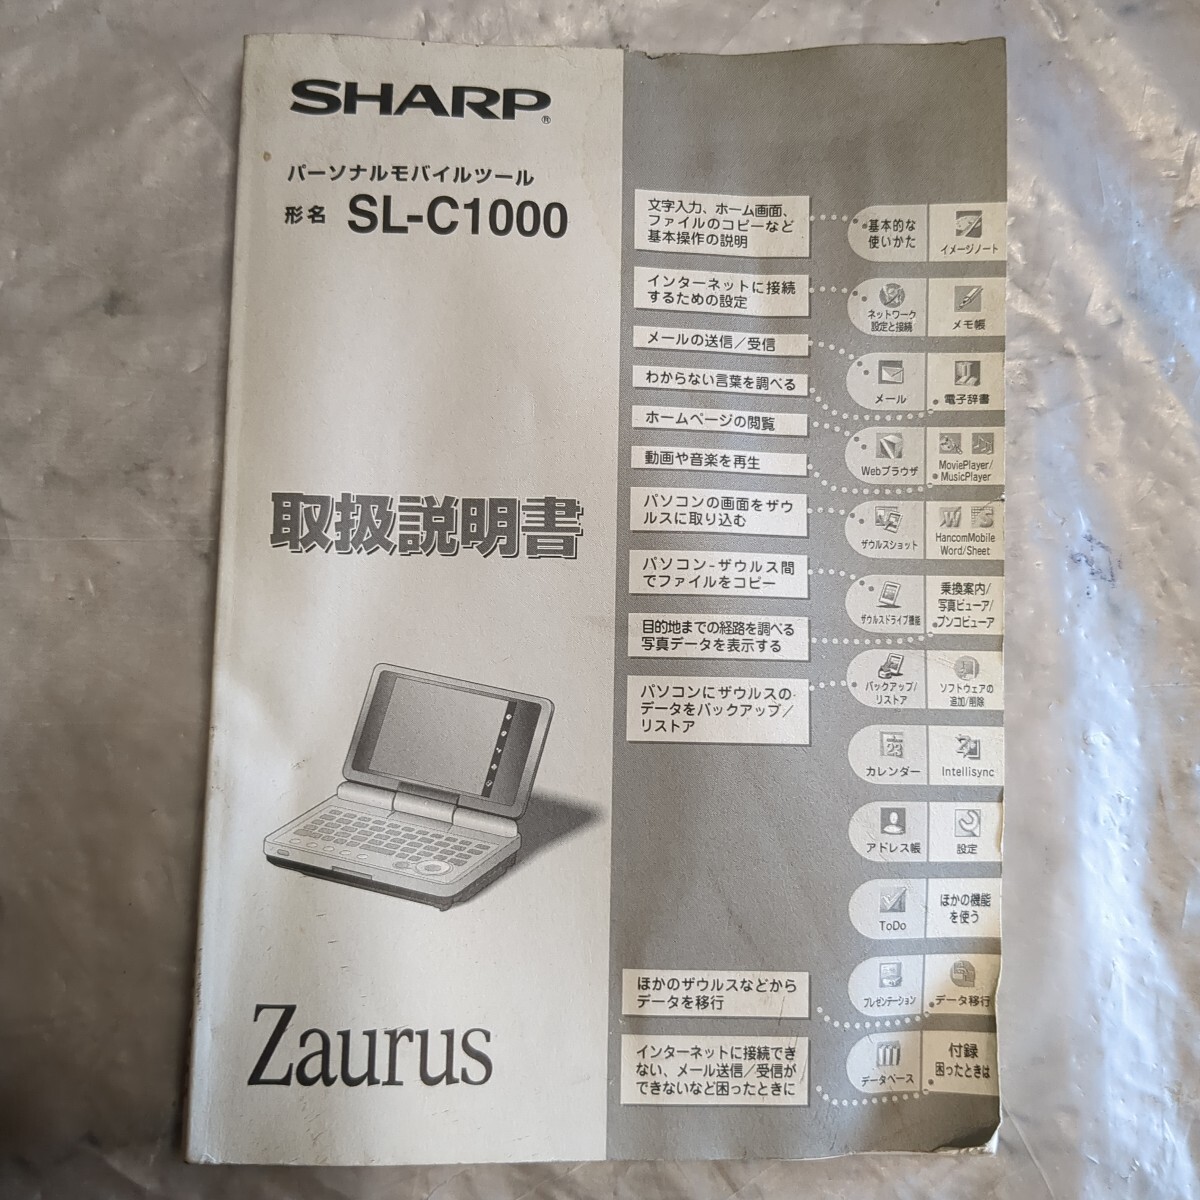 SHARP®
パーソナルモバイルツール
形名 SL-C1000
取扱説明書
Zaurus
文字入力、ホーム画面、
ファイルのコピーなど
基本操作の説明
インターネットに接続
するための設定
メールの送信／受信
わからない言葉を調べる
ホームページの閲覧
動画や音楽を再生
パソコンの画面をザウ
ルスに取り込む
パソコン-ザウルス間
でファイルをコピー
目的地までの経路を調べる
写真データを表示する
パソコンにザウルスの
データをバックアップ／
リストア
ほかのザウルスなどから
データを移行
インターネットに接続でき
ない、メール送信／受信が
できないなど困ったときに
基本的な
使いかた
イメージノート
ネットワーク
設定と接続
メモ帳
メール
電子辞書
Webブラウザ
MoviePlayer/
MusicPlayer
ザウルスショット
HancomMobile
Word/Sheet
ザウルスドライブ機能
乗換案内/
写真ビューア/
ブンコビューア
バックアップ/
リストア
ソフトウェアの
追加/削除
23
カレンダー
Intellisync
アドレス帳
設定
ToDo
ほかの機能
を使う
プレゼンテーション
データ移行
データベース
付録
困ったときは